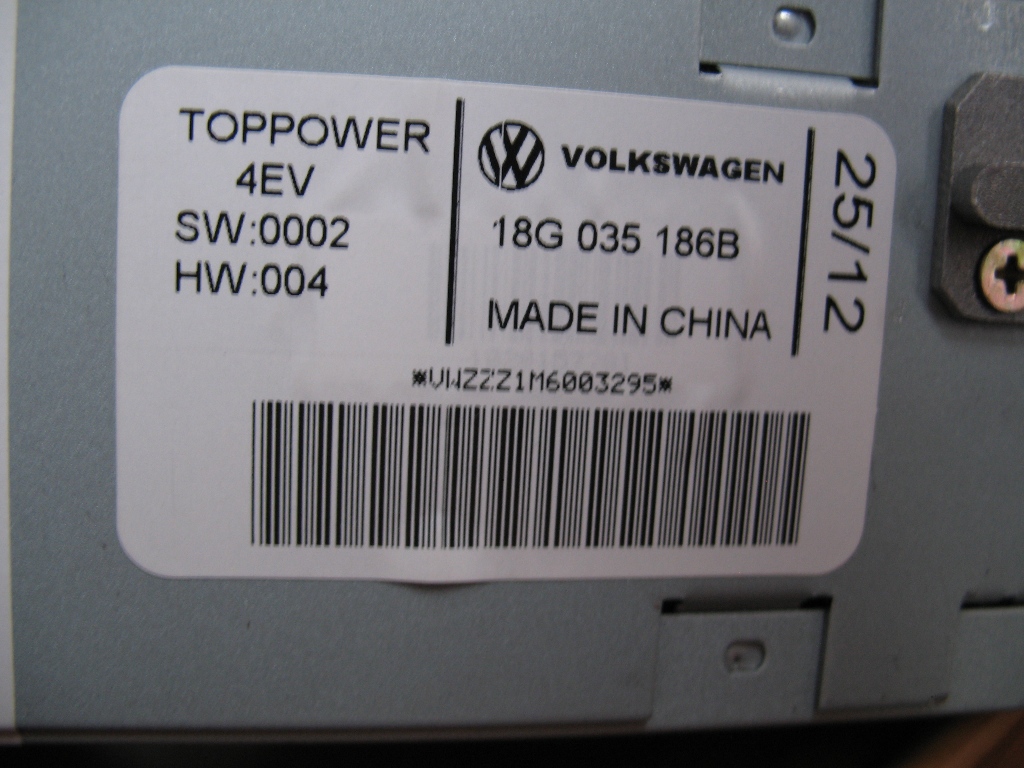 TOPPOWER
4EV
SW:0002
HW:004
VOLKSWAGEN
18G 035 186B
MADE IN CHINA
25/12
*VWZZZ1M6003295*